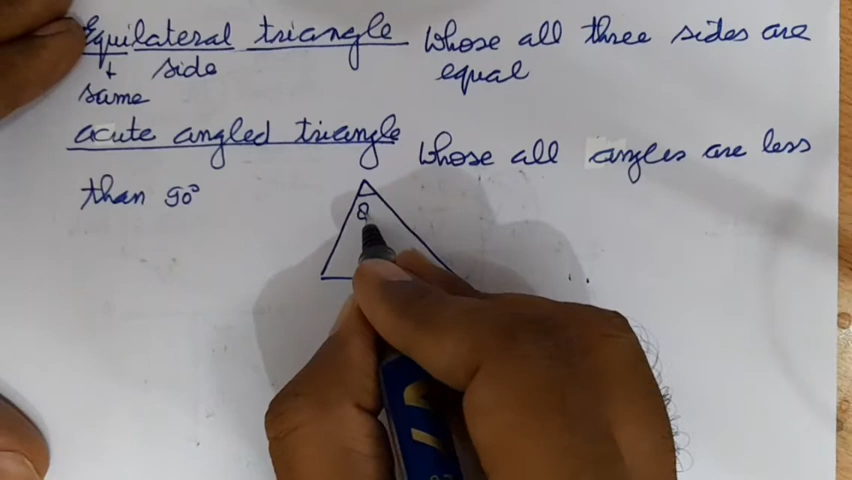 Equilateral triangle whose all three sides are
↓ side equal
same
acute angled triangle whose all angles are less
than 90°
8